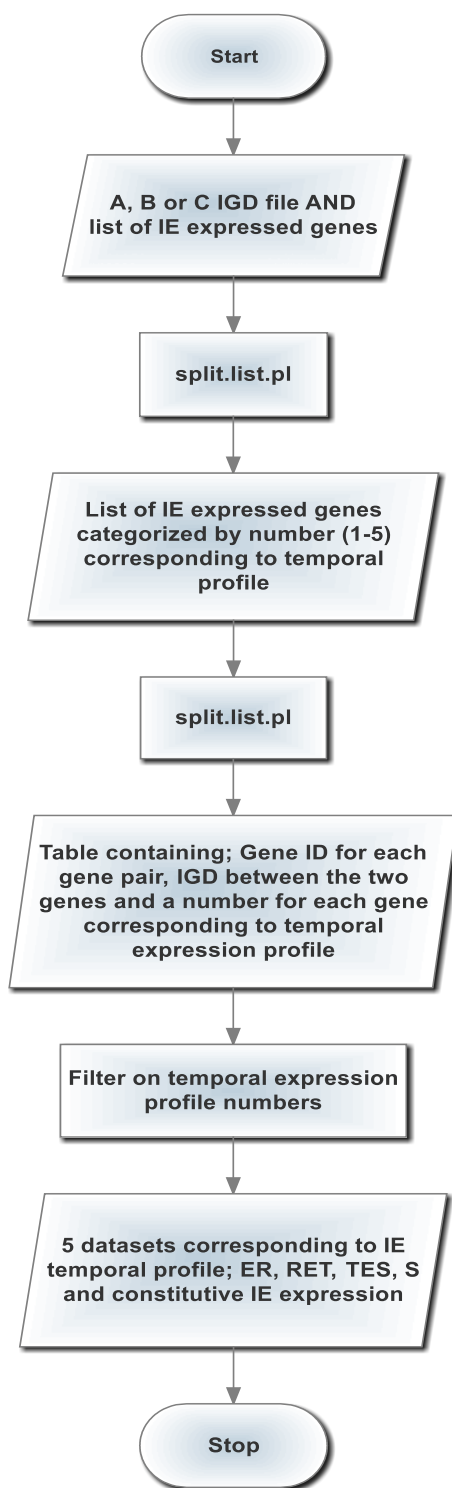 Start
A, B or C IGD file AND
list of IE expressed genes
split.list.pl
List of IE expressed genes
categorized by number (1-5)
corresponding to temporal
profile
split.list.pl
Table containing; Gene ID for each
gene pair, IGD between the two
genes and a number for each gene
corresponding to temporal
expression profile
Filter on temporal expression
profile numbers
5 datasets corresponding to IE
temporal profile; ER, RET, TES, S
and constitutive IE expression
Stop